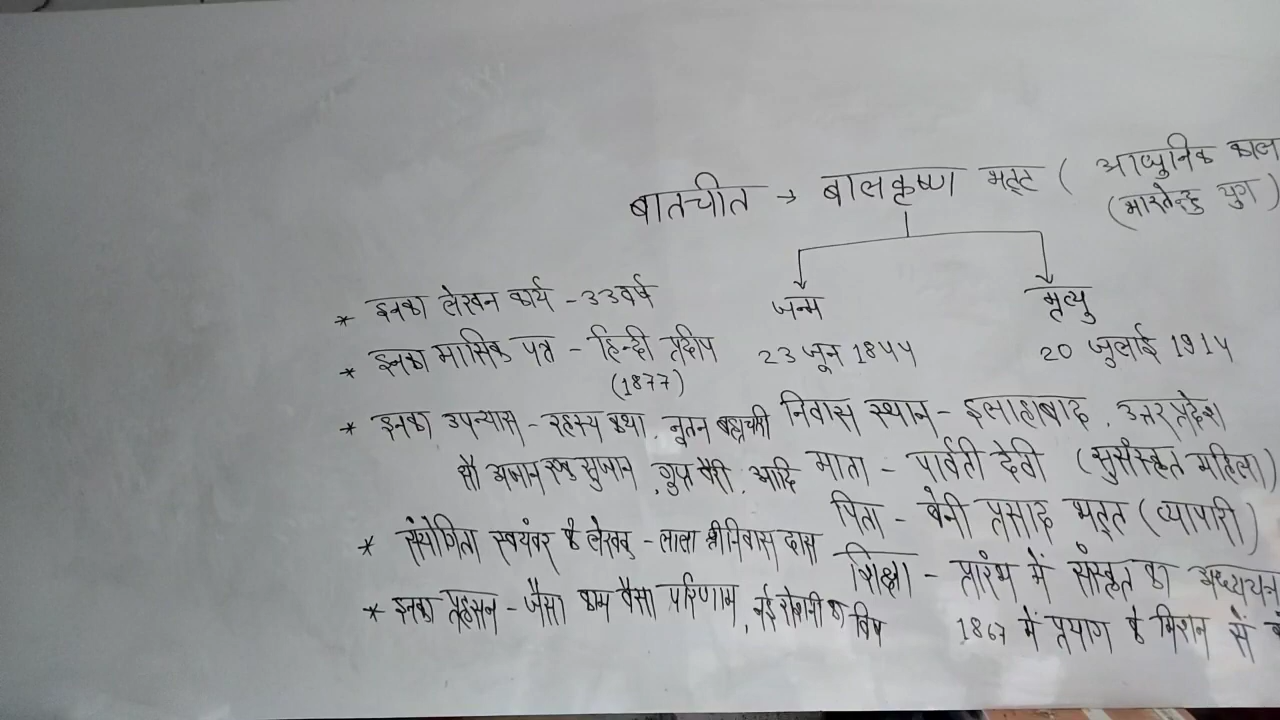 बातचीत → बालकृष्ण भट्ट ( आधुनिक काल
(भारतेन्दु युग)
जन्म
23 जून 1844
मृत्यु
20 जुलाई 1914
* इनका लेखन कार्य - 33 वर्ष
* इनका मासिक पत्र - हिन्दी प्रदीप
(1877)
* इनका उपन्यास - रहस्य कथा, नूतन ब्रह्मचारी
सौ अजान एक सुजान, गुप्त वैरी, आदि
* संयोगिता स्वयंवर के लेखक - लाला श्रीनिवास दास
* इनका प्रहसन - जैसा काम वैसा परिणाम, नई रोशनी का विष
निवास स्थान - इलाहाबाद, उत्तर प्रदेश
माता - पार्वती देवी (सुसंस्कृत महिला)
पिता - बेनी प्रसाद भट्ट (व्यापारी)
शिक्षा - प्रारंभ में संस्कृत का अध्ययन
1867 में प्रयाग के मिशन से